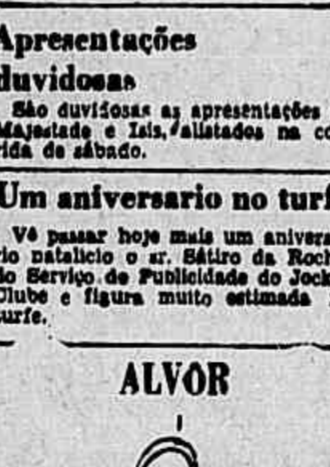 Apresentações
duvidosas
São duvidosas as apresentações
Majestade e Isis, alistados na co
rida de sábado.
Um aniversario no turf
Vê passar hoje mais um anivers
rio natalicio o sr. Sátiro da Roch
do Serviço de Publicidade do Jock
Clube e figura muito estimada
turfe.
ALVOR